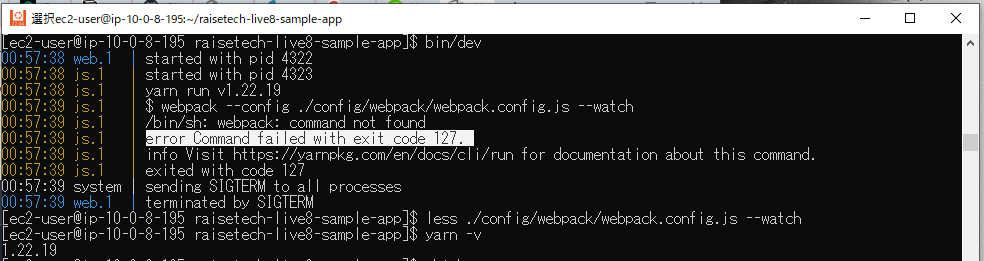 選択ec2-user@ip-10-0-8-195:~/raisetech-live8-sample-app
[ec2-user@ip-10-0-8-195 raisetech-live8-sample-app]$ bin/dev
00:57:38 web.1  | started with pid 4322
00:57:38 js.1   | started with pid 4323
00:57:38 js.1   | yarn run v1.22.19
00:57:39 js.1   | $ webpack --config ./config/webpack/webpack.config.js --watch
00:57:39 js.1   | /bin/sh: webpack: command not found
00:57:39 js.1   | error Command failed with exit code 127.
00:57:39 js.1   | info Visit https://yarnpkg.com/en/docs/cli/run for documentation about this command.
00:57:39 js.1   | exited with code 127
00:57:39 system | sending SIGTERM to all processes
00:57:39 web.1  | terminated by SIGTERM
[ec2-user@ip-10-0-8-195 raisetech-live8-sample-app]$ less ./config/webpack/webpack.config.js --watch
[ec2-user@ip-10-0-8-195 raisetech-live8-sample-app]$ yarn -v
1.22.19